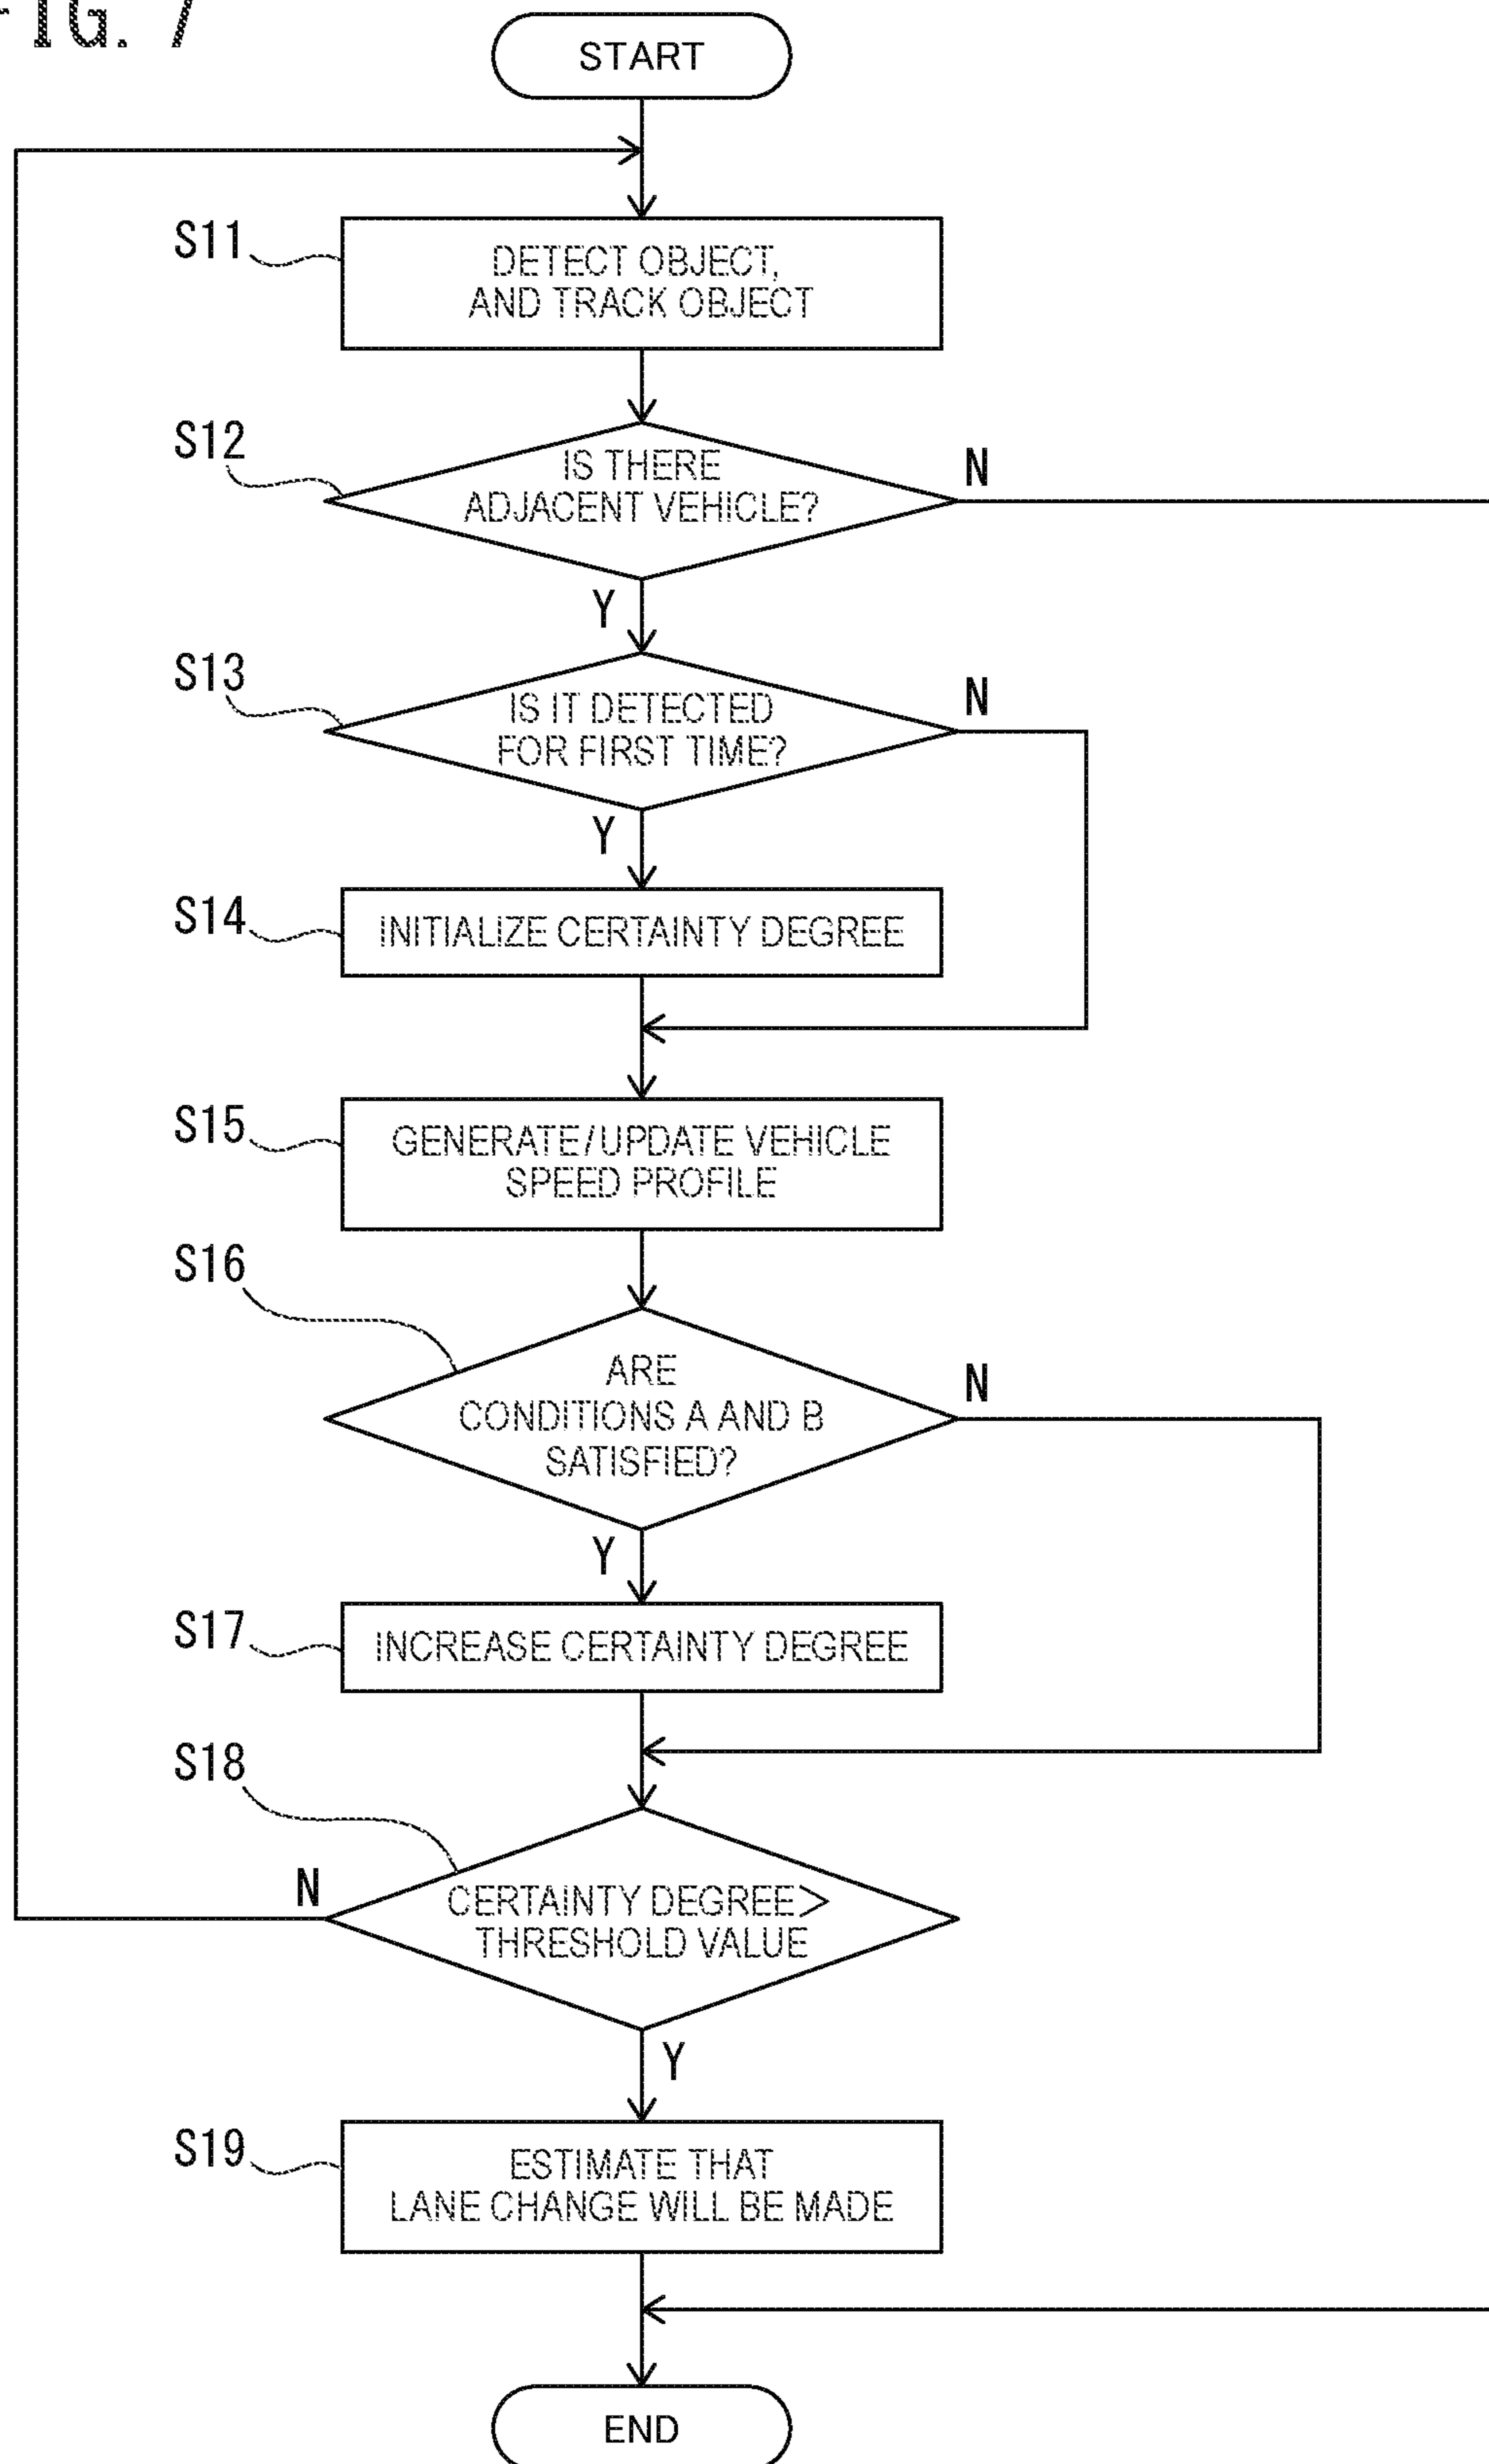 FIG. 7
START
S11
DETECT OBJECT,
AND TRACK OBJECT
S12
IS THERE
ADJACENT VEHICLE?
N
Y
S13
IS IT DETECTED
FOR FIRST TIME?
N
Y
S14
INITIALIZE CERTAINTY DEGREE
S15
GENERATE/UPDATE VEHICLE
SPEED PROFILE
S16
ARE
CONDITIONS A AND B
SATISFIED?
N
Y
S17
INCREASE CERTAINTY DEGREE
S18
N
CERTAINTY DEGREE>
THRESHOLD VALUE
Y
S19
ESTIMATE THAT
LANE CHANGE WILL BE MADE
END